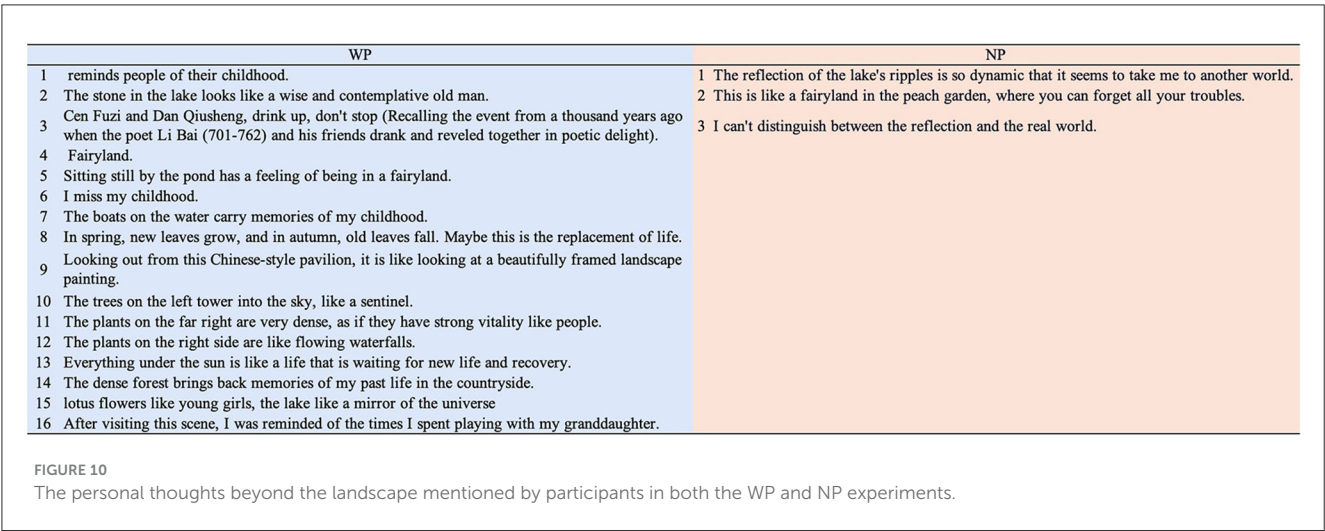 WP
NP
1 reminds people of their childhood.
1 The reflection of the lake's ripples is so dynamic that it seems to take me to another world.
2 The stone in the lake looks like a wise and contemplative old man.
2 This is like a fairyland in the peach garden, where you can forget all your troubles.
3 Cen Fuzi and Dan Qiusheng, drink up, don't stop (Recalling the event from a thousand years ago
when the poet Li Bai (701-762) and his friends drank and reveled together in poetic delight).
3 I can't distinguish between the reflection and the real world.
4 Fairyland.
5 Sitting still by the pond has a feeling of being in a fairyland.
6 I miss my childhood.
7 The boats on the water carry memories of my childhood.
8 In spring, new leaves grow, and in autumn, old leaves fall. Maybe this is the replacement of life.
9 Looking out from this Chinese-style pavilion, it is like looking at a beautifully framed landscape
painting.
10 The trees on the left tower into the sky, like a sentinel.
11 The plants on the far right are very dense, as if they have strong vitality like people.
12 The plants on the right side are like flowing waterfalls.
13 Everything under the sun is like a life that is waiting for new life and recovery.
14 The dense forest brings back memories of my past life in the countryside.
15 lotus flowers like young girls, the lake like a mirror of the universe
16 After visiting this scene, I was reminded of the times I spent playing with my granddaughter.
FIGURE 10
The personal thoughts beyond the landscape mentioned by participants in both the WP and NP experiments.